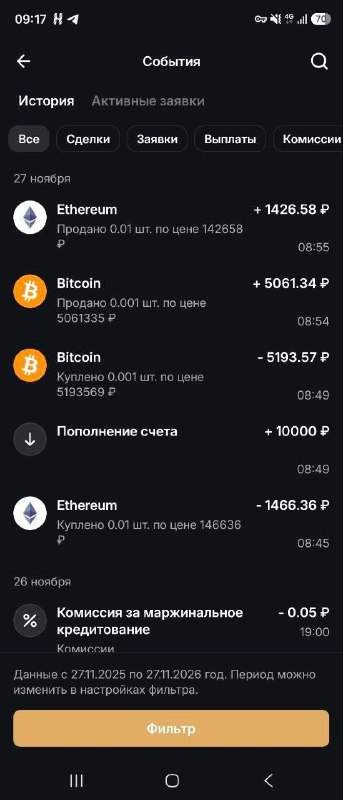 09:17
4G
70
События
История Активные заявки
Все Сделки Заявки Выплаты Комиссии
27 ноября
Ethereum + 1426.58 ₽
Продано 0.01 шт. по цене 142658
₽
08:55
Bitcoin + 5061.34 ₽
Продано 0.001 шт. по цене
5061335 ₽
08:54
Bitcoin - 5193.57 ₽
Куплено 0.001 шт. по цене
5193569 ₽
08:49
Пополнение счета + 10000 ₽
08:49
Ethereum - 1466.36 ₽
Куплено 0.01 шт. по цене 146636
₽
08:45
26 ноября
Комиссия за маржинальное - 0.05 ₽
кредитование 19:00
Комиссии
Данные с 27.11.2025 по 27.11.2026 год. Период можно
изменить в настройках фильтра.
Фильтр